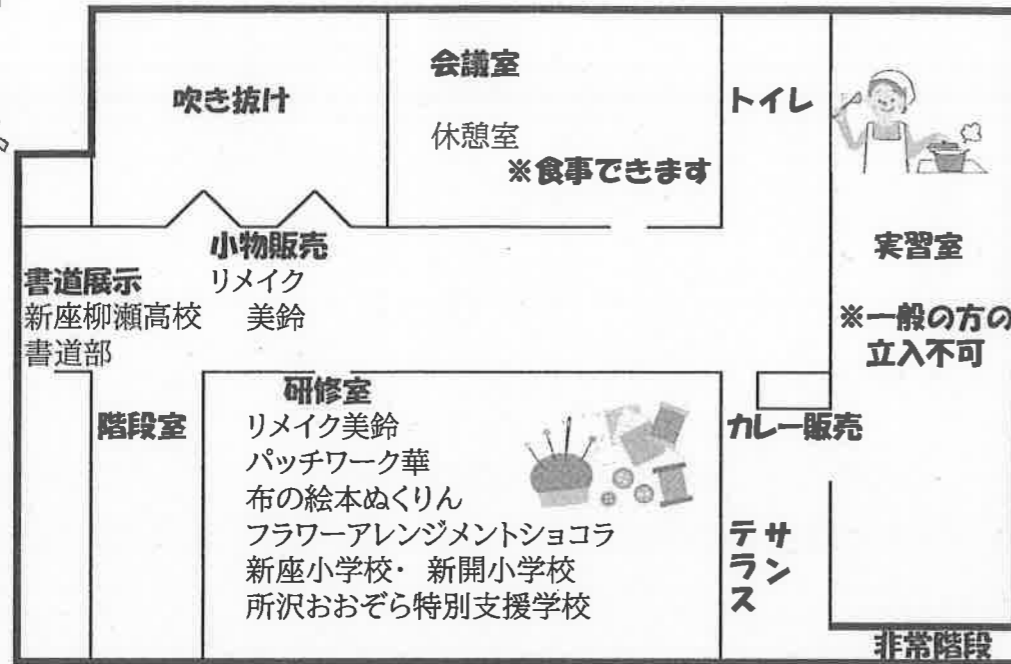 吹き抜け
会議室
休憩室
※食事できます
トイレ
実習室
※一般の方の
立入不可
小物販売
リメイク
美鈴
書道展示
新座柳瀬高校
書道部
階段室
研修室
リメイク美鈴
パッチワーク華
布の絵本ぬくりん
フラワーアレンジメントショコラ
新座小学校・ 新開小学校
所沢おおぞら特別支援学校
カレー販売
サン
テラス
非常階段